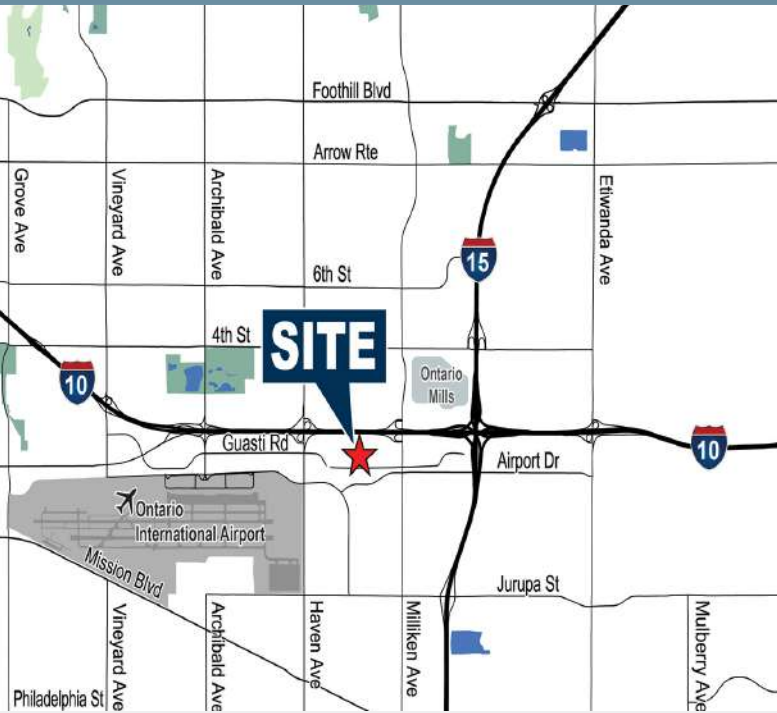 Foothill Blvd
Arrow Rte
Grove Ave
Vineyard Ave
Archibald Ave
Etiwanda Ave
15
6th St
4th St
SITE
10
Ontario
Mills
Guasti Rd
Airport Dr
10
Ontario
International Airport
Mission Blvd
Jurupa St
Vineyard Ave
Archibald Ave
Haven Ave
Milliken Ave
Mulberry Ave
Philadelphia St